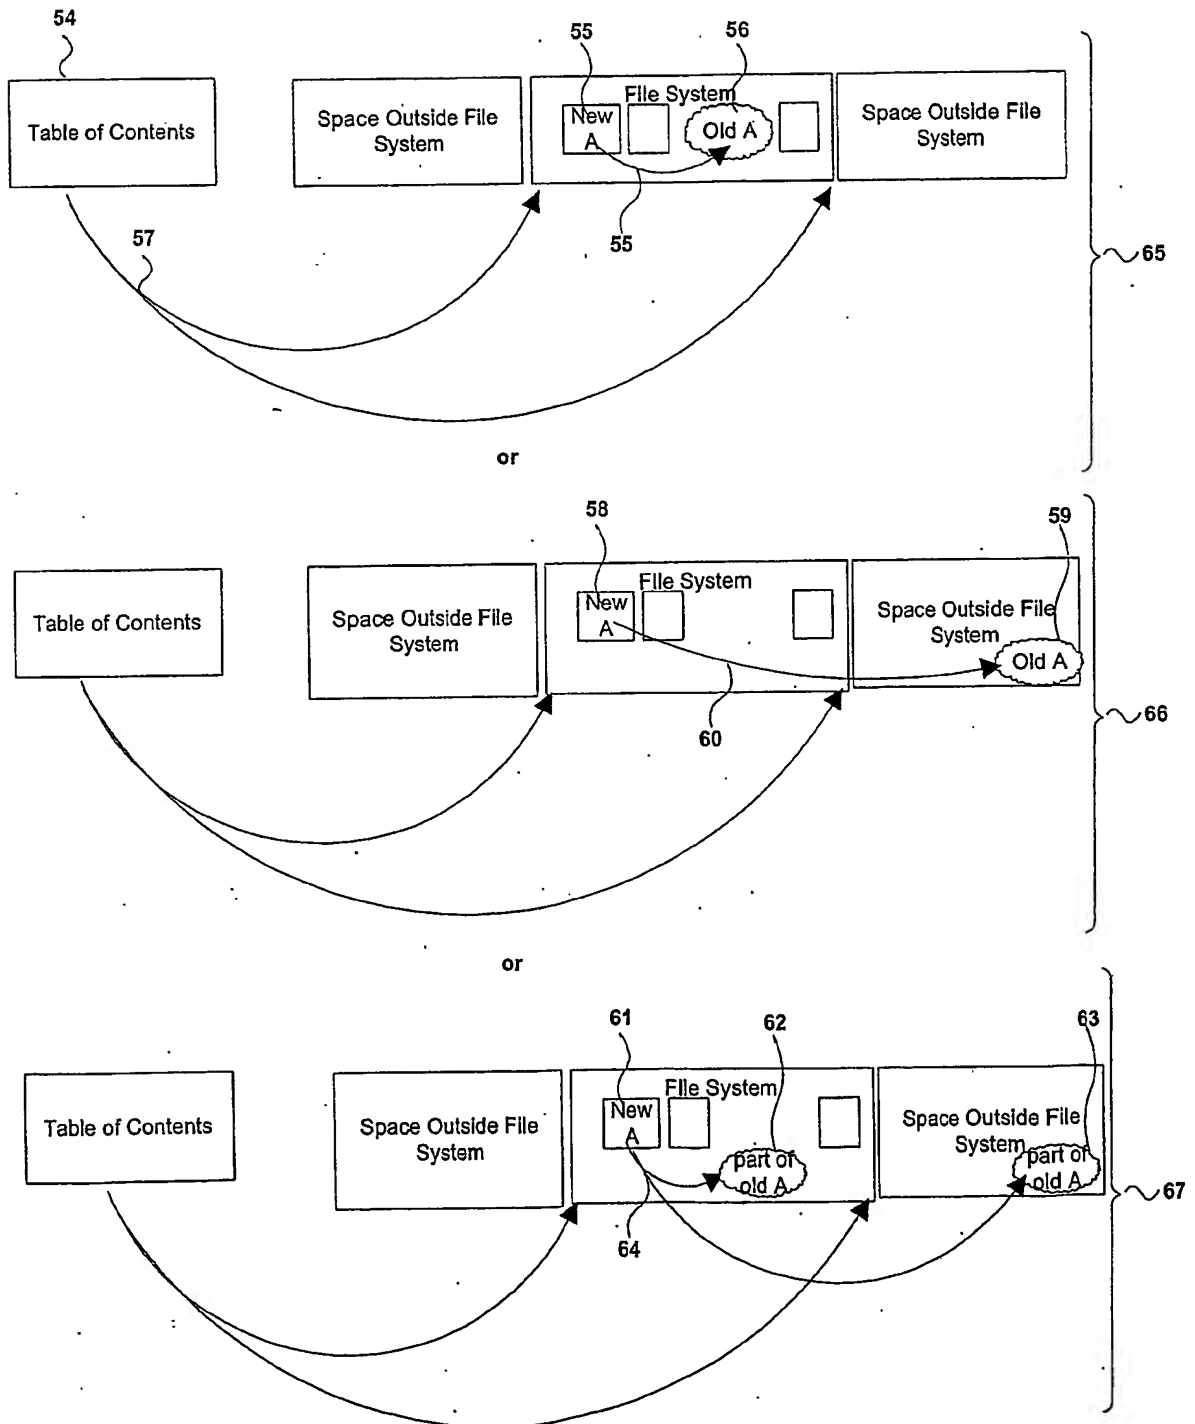 54
55
56
Table of Contents
Space Outside File
System
File System
New
A
Old A
Space Outside File
System
55
57
65
or
58
59
Table of Contents
Space Outside File
System
File System
New
A
Space Outside File
System
Old A
60
66
or
61
62
63
Table of Contents
Space Outside File
System
File System
New
A
part of
old A
Space Outside File
System
part of
old A
64
67